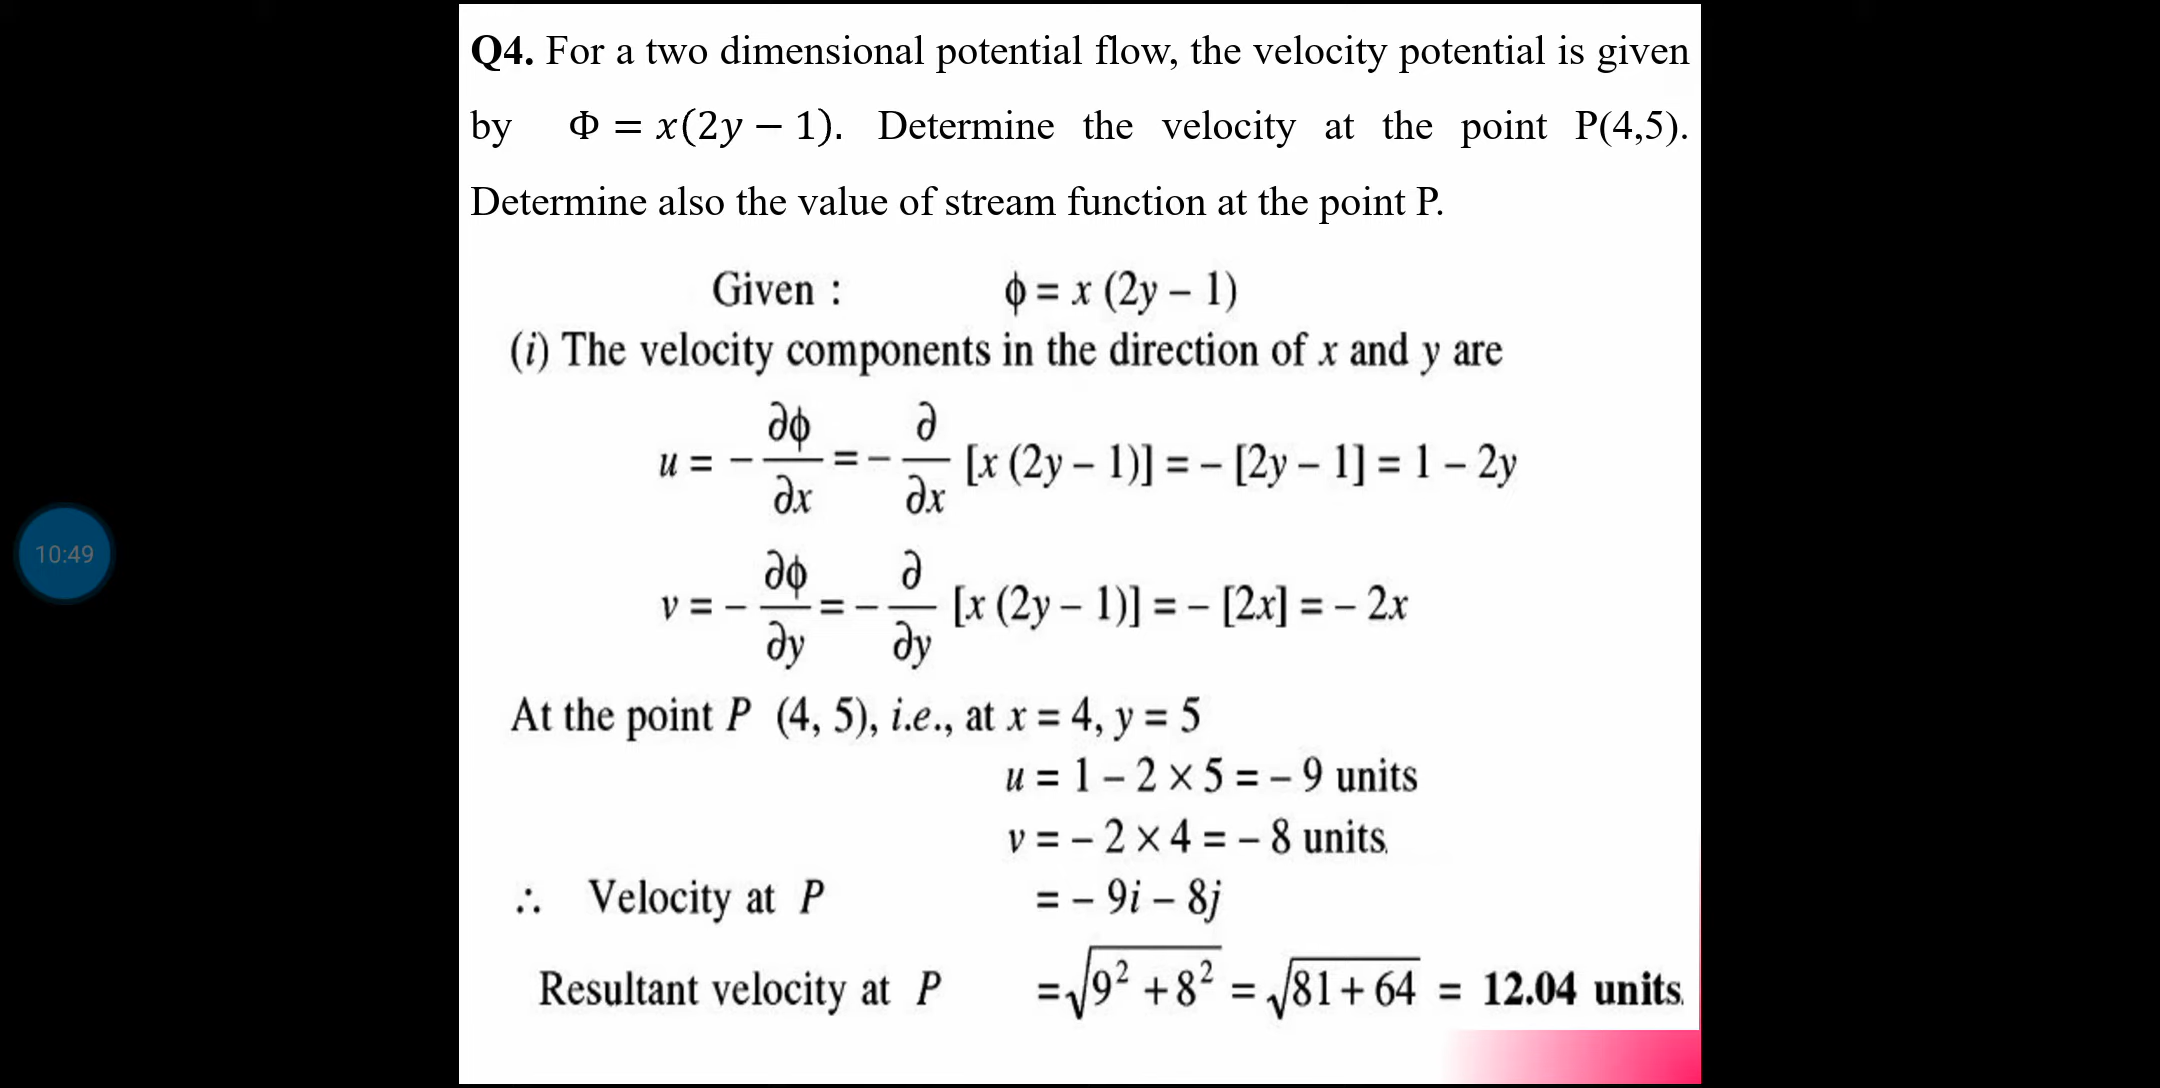 Q4. For a two dimensional potential flow, the velocity potential is given
by Φ = x(2y − 1). Determine the velocity at the point P(4,5).
Determine also the value of stream function at the point P.
Given : ϕ = x (2y – 1)
(i) The velocity components in the direction of x and y are
u = – ∂ϕ/∂x = – ∂/∂x [x (2y – 1)] = – [2y – 1] = 1 – 2y
10:49
v = – ∂ϕ/∂y = – ∂/∂y [x (2y – 1)] = – [2x] = – 2x
At the point P (4, 5), i.e., at x = 4, y = 5
u = 1 – 2 × 5 = – 9 units
v = – 2 × 4 = – 8 units.
∴ Velocity at P = – 9i – 8j
Resultant velocity at P = √(9² + 8²) = √(81 + 64) = 12.04 units.